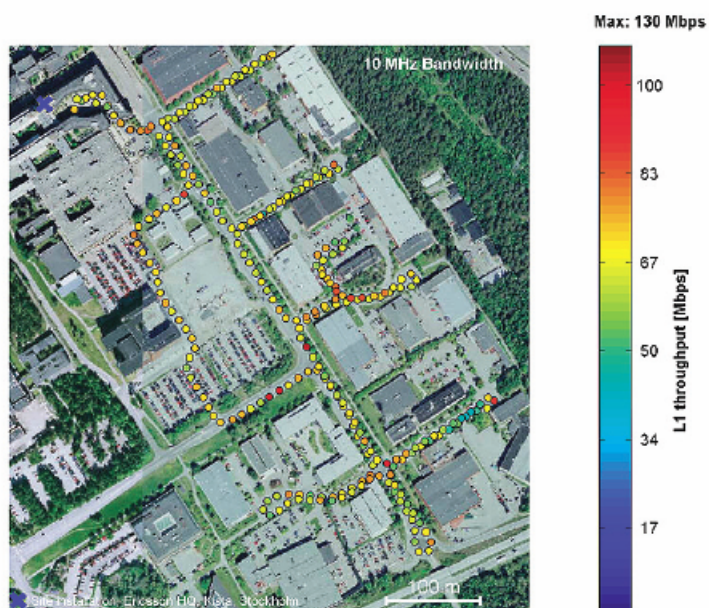 Max: 130 Mbps
10 MHz Bandwidth
100
83
67
50
34
17
L1 throughput [Mbps]
Site installation: Ericsson HQ, Kista, Stockholm
100 m